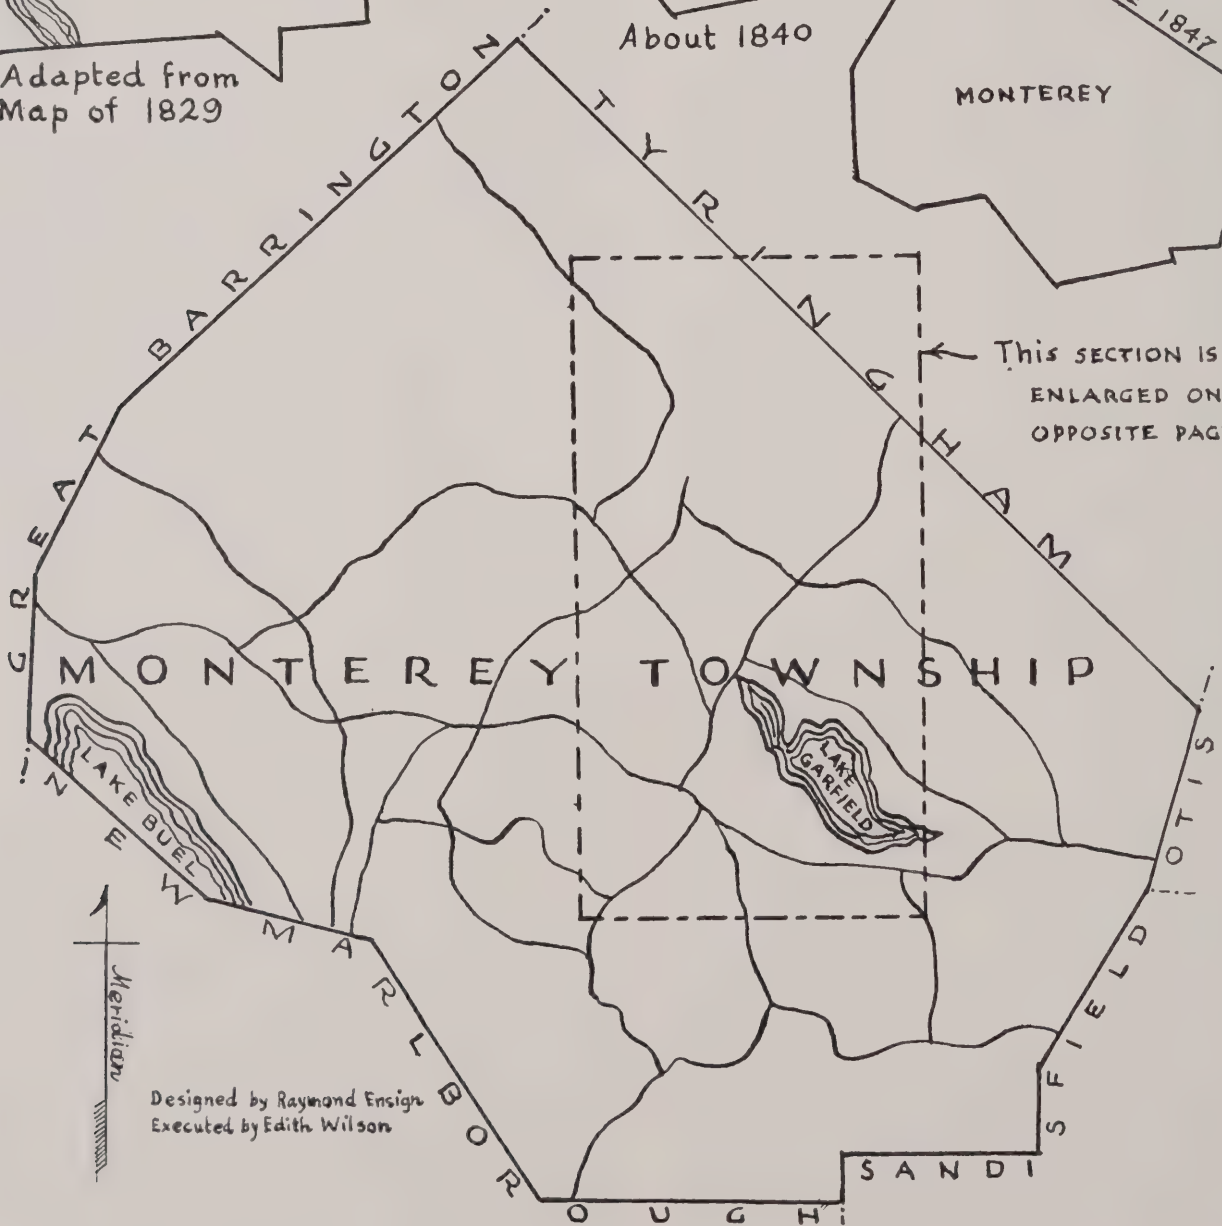 Adapted from
Map of 1829
About 1840
1847
MONTEREY
GREAT BARRINGTON
TYRINGHAM
This SECTION IS
ENLARGED ON
OPPOSITE PAG
MONTEREY TOWNSHIP
LAKE BUEL
LAKE
GARFIELD
OTIS
NEW MARLBOROUGH
SANDISFIELD
Meridian
Designed by Raymond Ensign
Executed by Edith Wilson